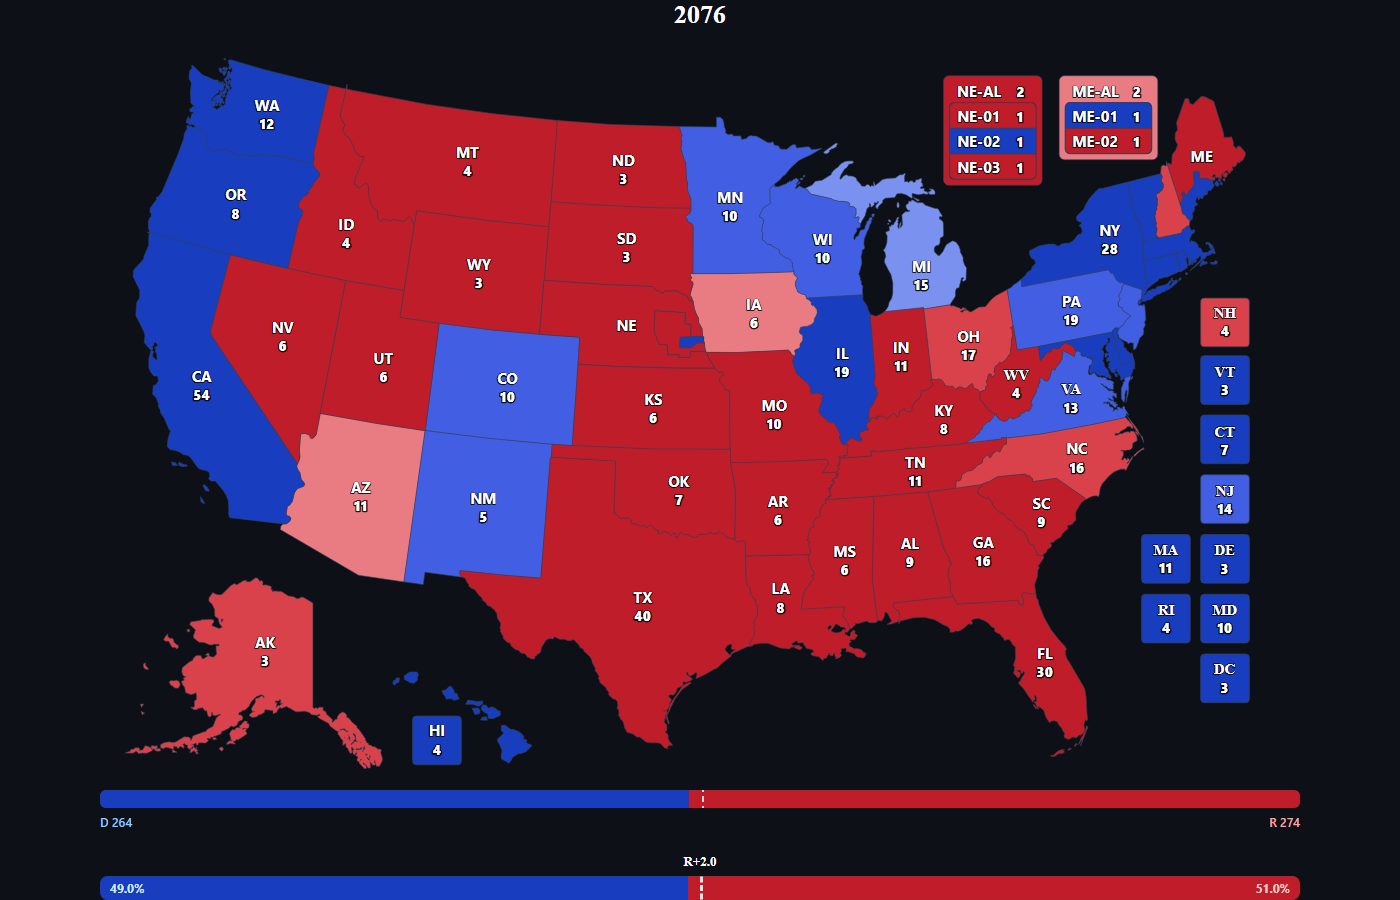 2076
WA
12
OR
8
CA
54
NV
6
ID
4
MT
4
WY
3
UT
6
AZ
11
CO
10
NM
5
ND
3
SD
3
NE
KS
6
OK
7
TX
40
MN
10
IA
6
MO
10
AR
6
LA
8
WI
10
IL
19
MI
15
IN
11
OH
17
KY
8
TN
11
MS
6
AL
9
GA
16
FL
30
SC
9
NC
16
VA
13
WV
4
PA
19
NY
28
ME
AK
3
HI
4
NE-AL 2
NE-01 1
NE-02 1
NE-03 1
ME-AL 2
ME-01 1
ME-02 1
NH
4
VT
3
CT
7
NJ
14
MA
11
DE
3
RI
4
MD
10
DC
3
D 264
R 274
R+2.0
49.0%
51.0%